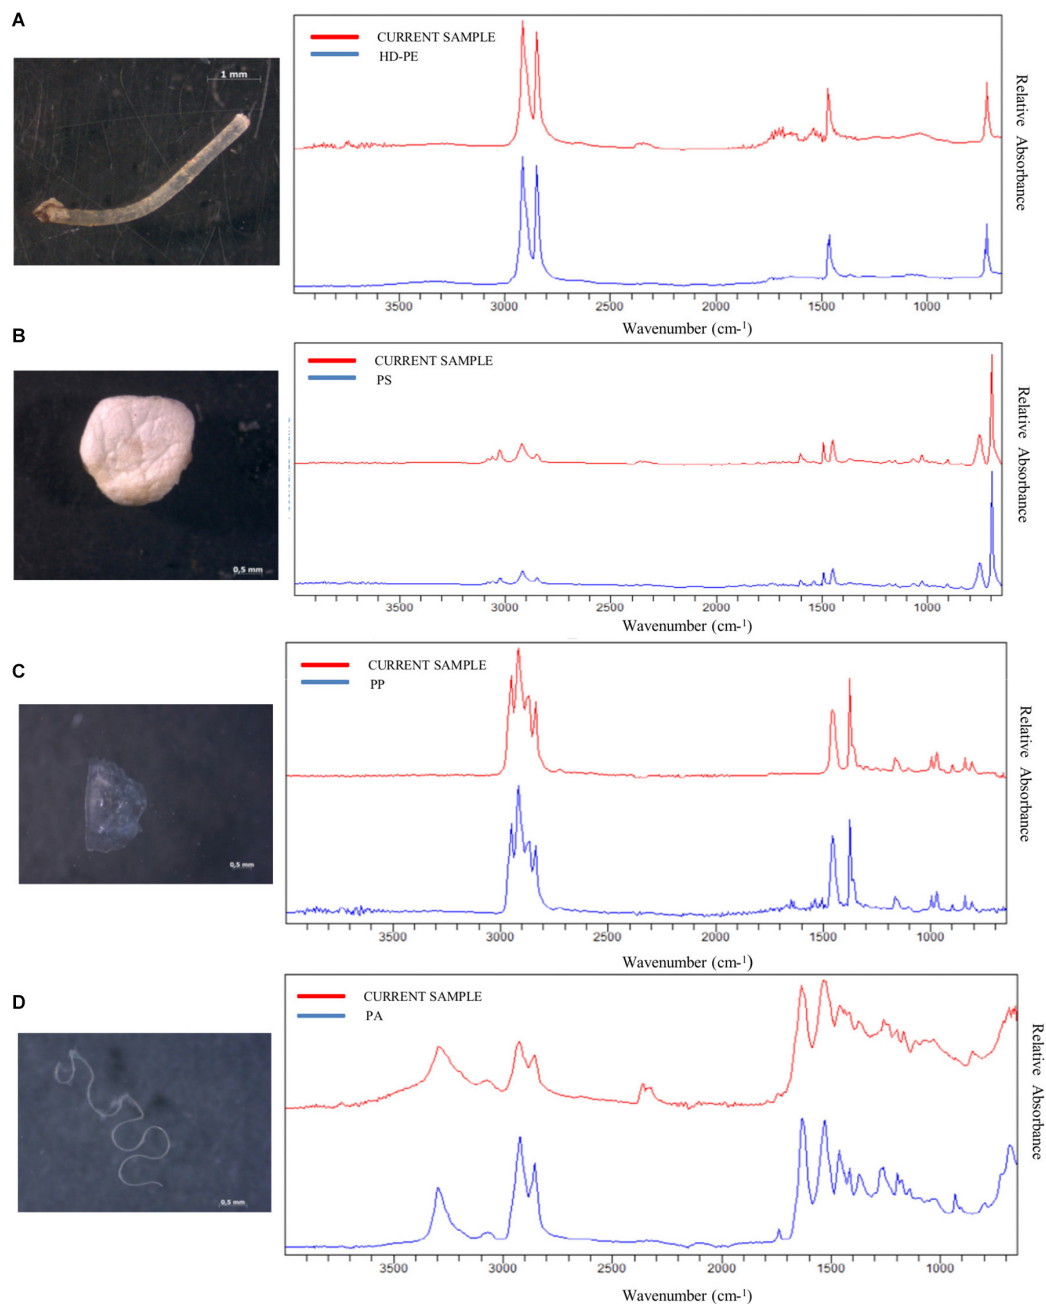 A
CURRENT SAMPLE
HD-PE
1 mm
Relative Absorbance
3500 3000 2500 2000 1500 1000
Wavenumber (cm-1)
B
CURRENT SAMPLE
PS
0,5 mm
Relative Absorbance
3500 3000 2500 2000 1500 1000
Wavenumber (cm-1)
C
CURRENT SAMPLE
PP
0,5 mm
Relative Absorbance
3000 2500 2000 1500 1000
Wavenumber (cm-1)
D
CURRENT SAMPLE
PA
0,5 mm
Relative Absorbance
3500 3000 2500 2000 1500 1000
Wavenumber (cm-1)